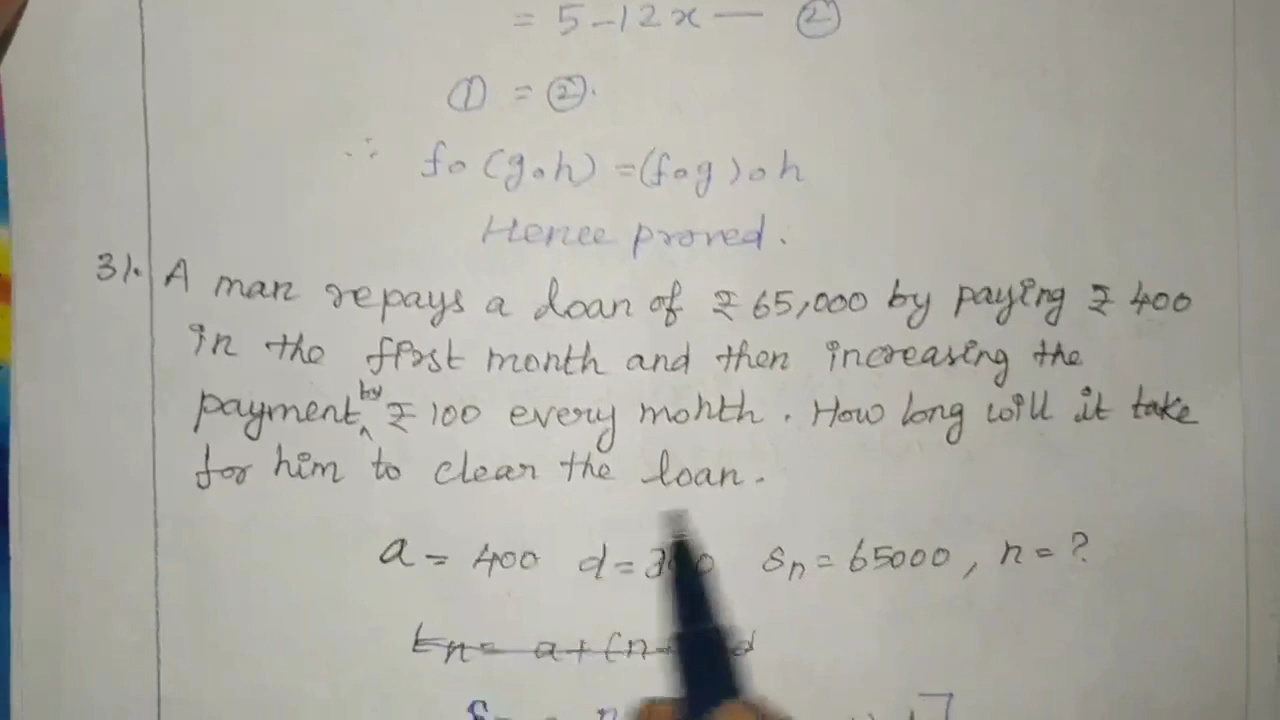 = 5-12x — ②
① = ②.
∴ fo(goh) =(fog)oh
Hence proved.
31. A man repays a loan of ₹ 65,000 by paying ₹ 400
in the first month and then increasing the
payment by ₹ 100 every month. How long will it take
for him to clear the loan.
a = 400 Sn = 65000, n = ?